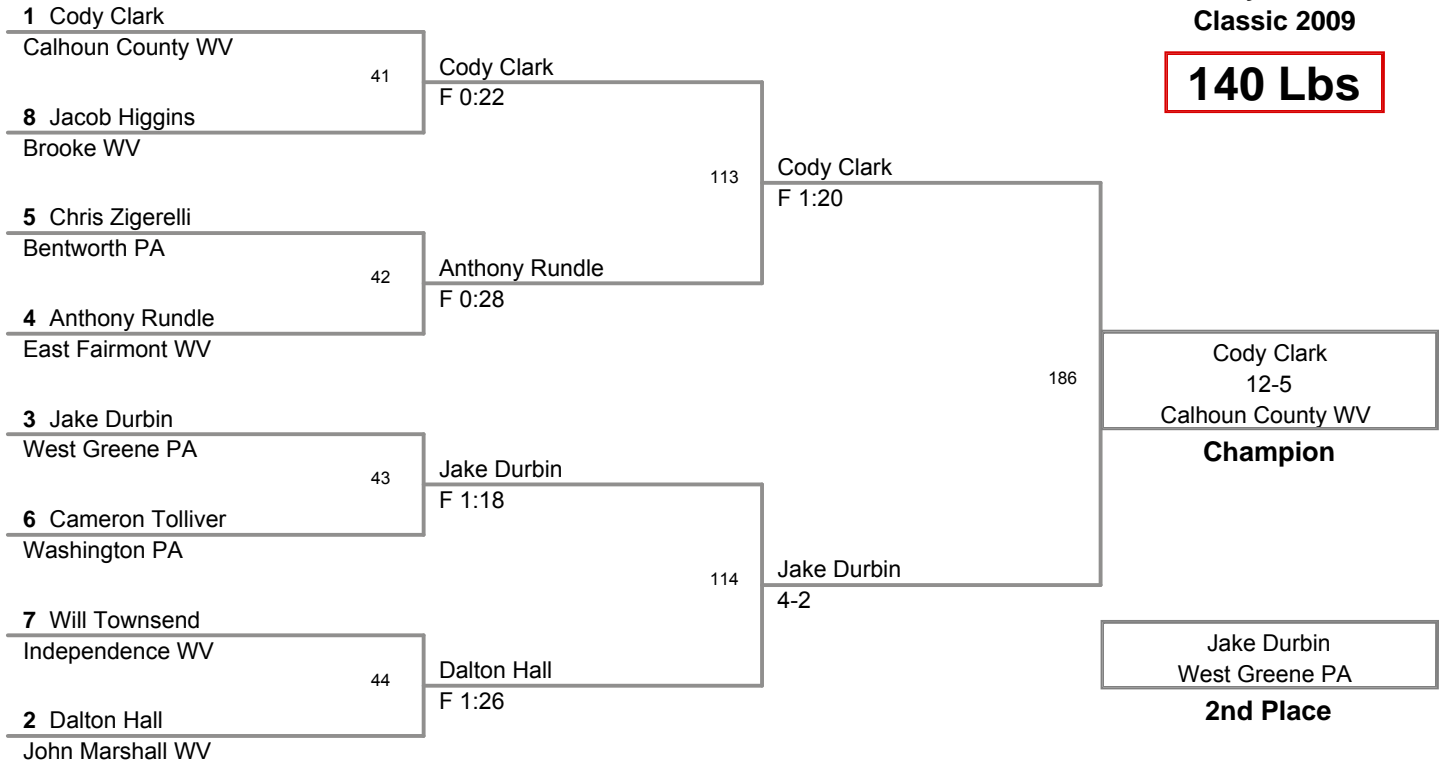 1 Cody Clark
Calhoun County WV
41
8 Jacob Higgins
Brooke WV
5 Chris Zigerelli
Bentworth PA
42
4 Anthony Rundle
East Fairmont WV
3 Jake Durbin
West Greene PA
43
6 Cameron Tolliver
Washington PA
7 Will Townsend
Independence WV
44
2 Dalton Hall
John Marshall WV
Cody Clark
F 0:22
113
Anthony Rundle
F 0:28
Jake Durbin
F 1:18
114
Dalton Hall
F 1:26
Cody Clark
F 1:20
186
Jake Durbin
4-2
Classic 2009
140 Lbs
Cody Clark
12-5
Calhoun County WV
Champion
Jake Durbin
West Greene PA
2nd Place